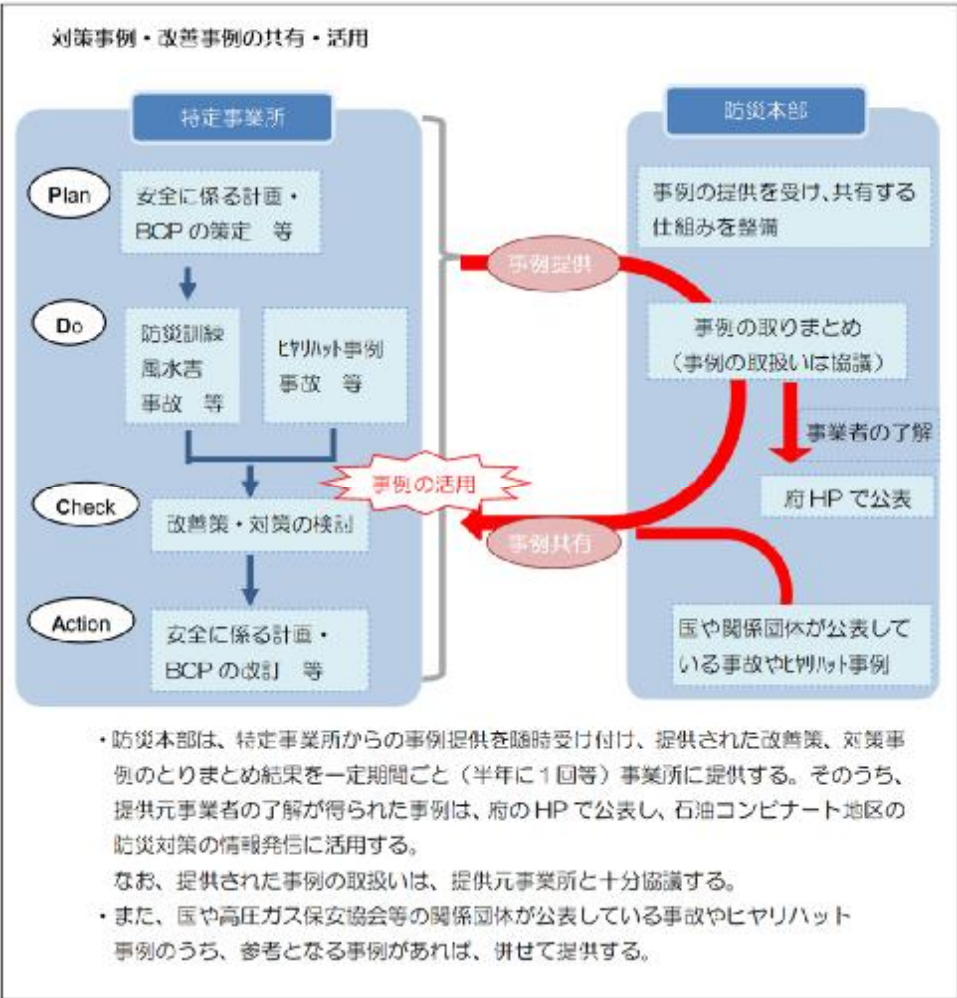 対策事例・改善事例の共有・活用
特定事業所
Plan
安全に係る計画・
BCPの策定 等
Do
防災訓練
風水害
事故 等
ﾋﾔﾘﾊｯﾄ事例
事故 等
Check
改善策・対策の検討
Action
安全に係る計画・
BCPの改訂 等
事例提供
事例の活用
事例共有
防災本部
事例の提供を受け、共有する
仕組みを整備
事例の取りまとめ
（事例の取扱いは協議）
事業者の了解
府HPで公表
国や関係団体が公表して
いる事故やﾋﾔﾘﾊｯﾄ事例
・防災本部は、特定事業所からの事例提供を随時受け付け、提供された改善策、対策事
例のとりまとめ結果を一定期間ごと（半年に１回等）事業所に提供する。そのうち、
提供元事業者の了解が得られた事例は、府のHPで公表し、石油コンビナート地区の
防災対策の情報発信に活用する。
なお、提供された事例の取扱いは、提供元事業所と十分協議する。
・また、国や高圧ガス保安協会等の関係団体が公表している事故やヒヤリハット
事例のうち、参考となる事例があれば、併せて提供する。